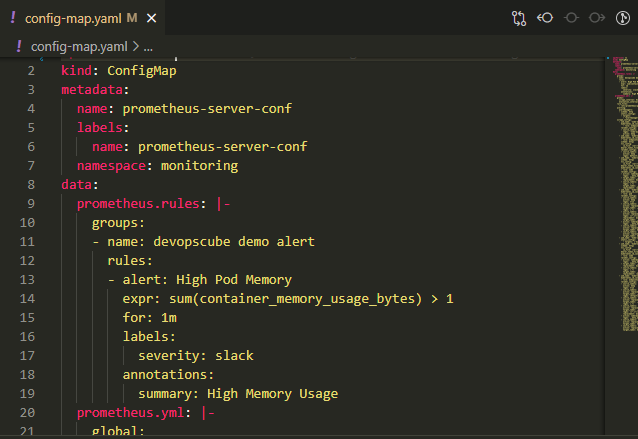 ! config-map.yaml M ×
! config-map.yaml > ...
2 kind: ConfigMap
3 metadata:
4   name: prometheus-server-conf
5   labels:
6     name: prometheus-server-conf
7   namespace: monitoring
8 data:
9   prometheus.rules: |-
10     groups:
11     - name: devopscube demo alert
12       rules:
13       - alert: High Pod Memory
14         expr: sum(container_memory_usage_bytes) > 1
15         for: 1m
16         labels:
17           severity: slack
18         annotations:
19           summary: High Memory Usage
20   prometheus.yml: |-
21     global: